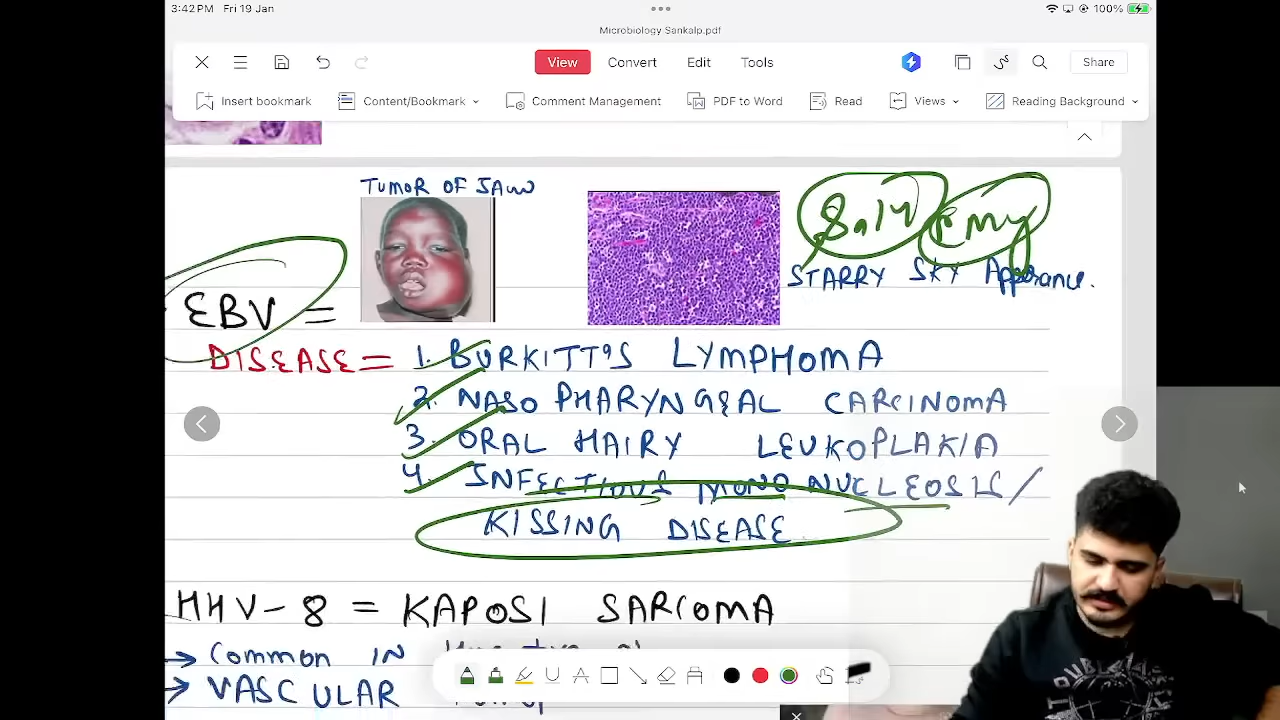 3:42 PM Fri 19 Jan
100%
Microbiology Sankalp.pdf
View Convert Edit Tools Share
Insert bookmark Content/Bookmark Comment Management PDF to Word Read Views Reading Background
TUMOR OF JAW
8:14
cmy
STARRY SKY
EBV =
DISEASE = 1. BURKITT'S LYMPHOMA
2. NASO PHARYNGEAL CARCINOMA
3. ORAL HAIRY LEUKOPLAKIA
4. INFECTIOUS MONO NUCLEOSIS /
KISSING DISEASE
HHV-8 = KAPOSI SARCOMA
→ COMMON IN
→ VASCULAR